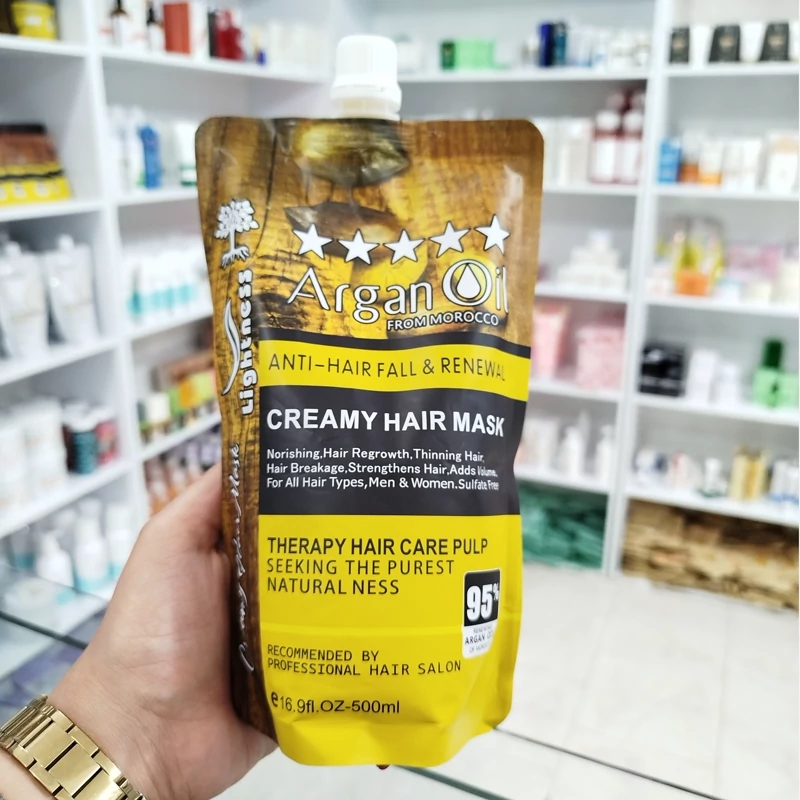 Lightness
Argan Oil
FROM MOROCCO
ANTI-HAIR FALL & RENEWAL
CREAMY HAIR MASK
Norishing,Hair Regrowth,Thinning Hair,
Hair Breakage,Strengthens Hair,Adds Volume.
For All Hair Types,Men & Women.Sulfate Free
THERAPY HAIR CARE PULP
SEEKING THE PUREST
NATURAL NESS
95%
ARGAN OIL
RECOMMENDED BY
PROFESSIONAL HAIR SALON
e16.9fl.OZ-500ml